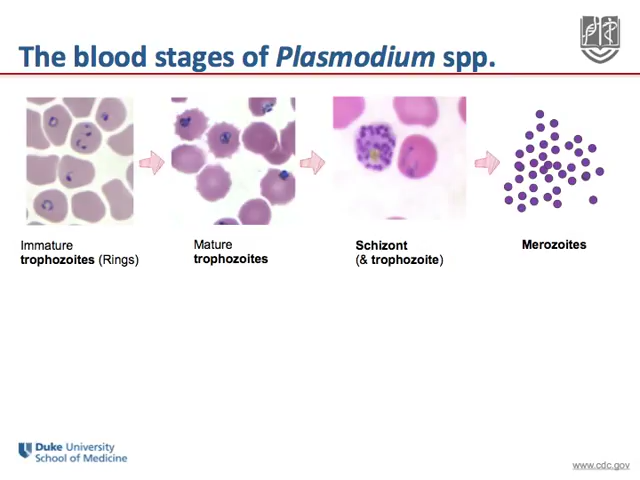 The blood stages of Plasmodium spp.
Immature
trophozoites (Rings)
Mature
trophozoites
Schizont
(& trophozoite)
Merozoites
Duke University
School of Medicine
www.cdc.gov